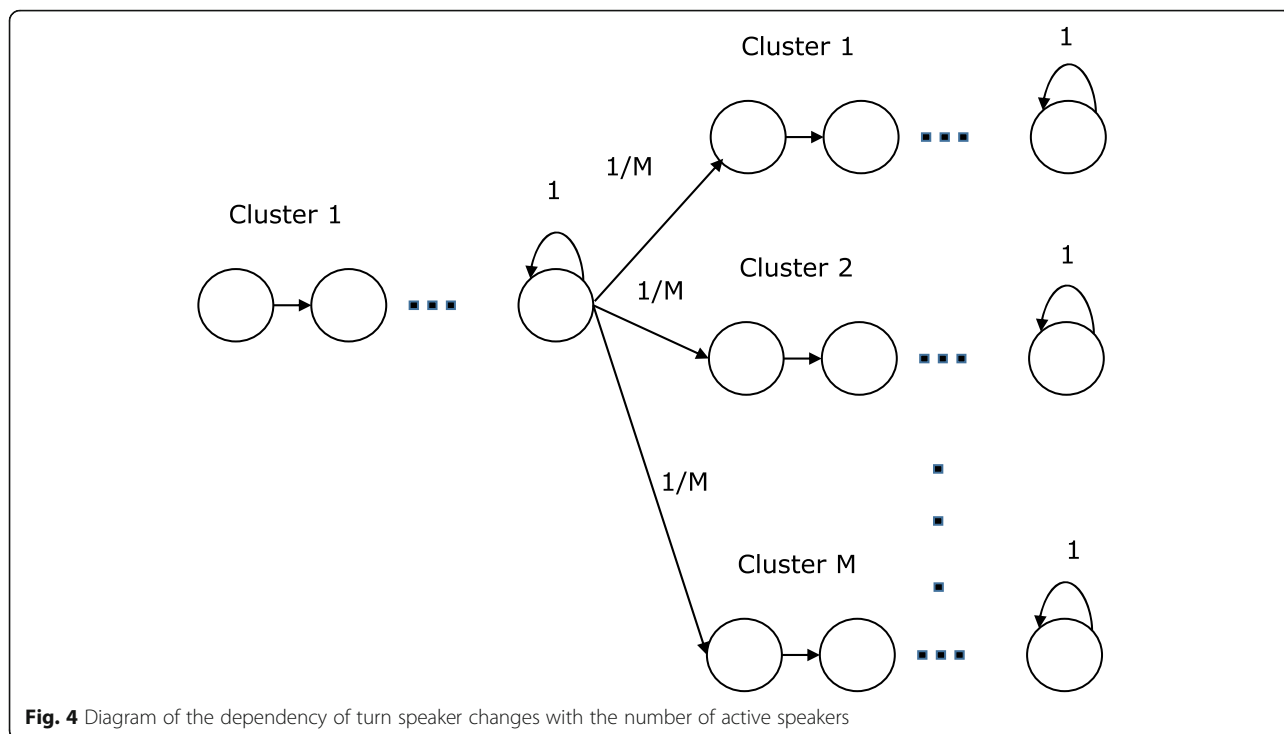 Cluster 1
1
1/M
1
Cluster 1
Cluster 2
1
1/M
1/M
Cluster M
1
Fig. 4 Diagram of the dependency of turn speaker changes with the number of active speakers